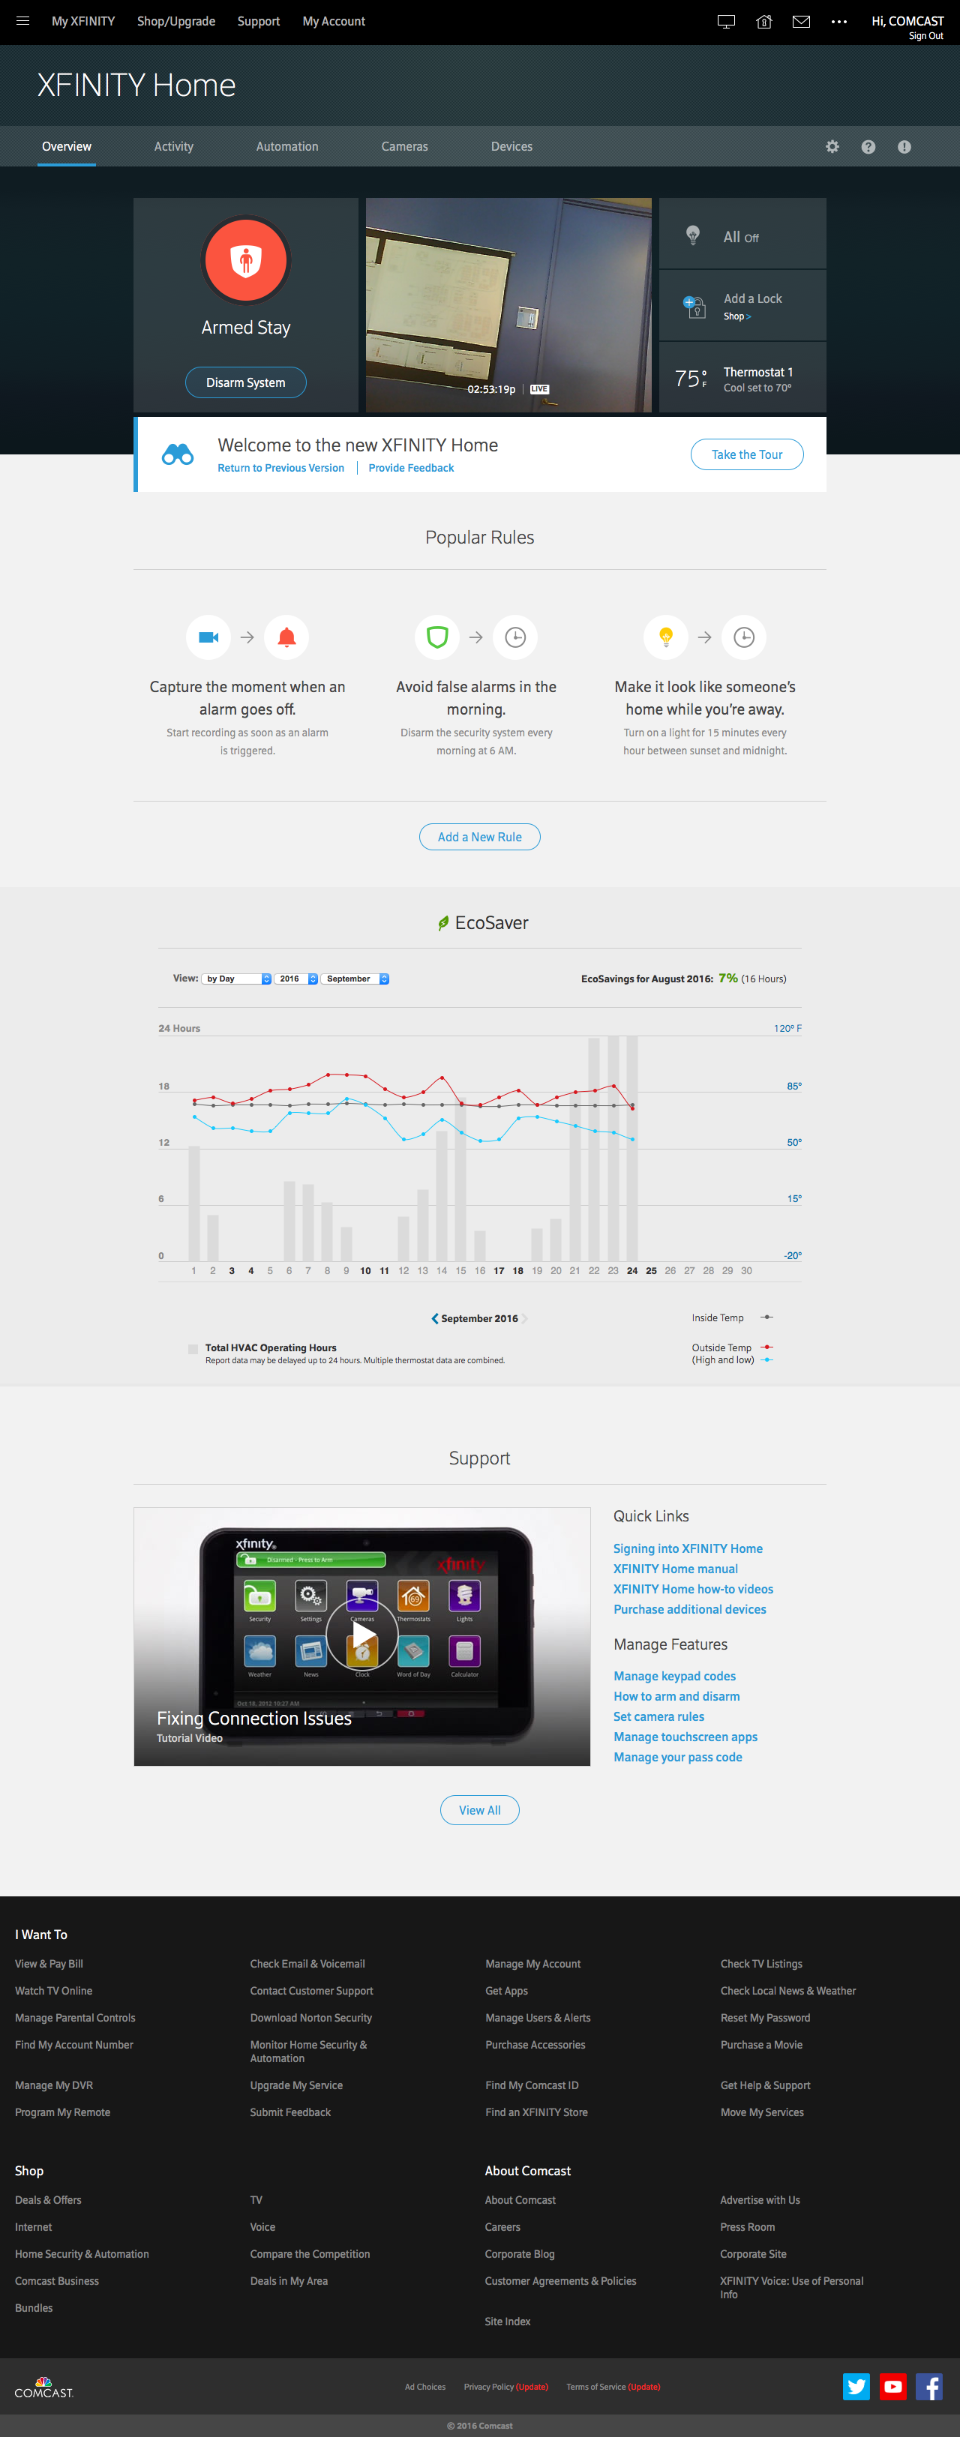 My XFINITY Shop/Upgrade Support My Account Hi, COMCAST
Sign Out
XFINITY Home
Overview Activity Automation Cameras Devices
Armed Stay
Disarm System
02:53:19p LIVE
All Off
Add a Lock
Shop >
75° F
Thermostat 1
Cool set to 70°
Welcome to the new XFINITY Home
Return to Previous Version | Provide Feedback
Take the Tour
Popular Rules
Capture the moment when an
alarm goes off.
Start recording as soon as an alarm
is triggered.
Avoid false alarms in the
morning.
Disarm the security system every
morning at 6 AM.
Make it look like someone's
home while you're away.
Turn on a light for 15 minutes every
hour between sunset and midnight.
Add a New Rule
EcoSaver
View: by Day 2016 September EcoSavings for August 2016: 7% (16 Hours)
24 Hours 120° F
18 85°
12 50°
6 15°
0 -20°
1 2 3 4 5 6 7 8 9 10 11 12 13 14 15 16 17 18 19 20 21 22 23 24 25 26 27 28 29 30
September 2016
Inside Temp
Total HVAC Operating Hours
Report data may be delayed up to 24 hours. Multiple thermostat data are combined.
Outside Temp
(High and low)
Support
xfinity
Disarmed - Press to Arm
xfinity
Security Settings Cameras Thermostats Lights
69
Weather News Clock Word of Day Calculator
Oct 18, 2012 10:27 AM
Fixing Connection Issues
Tutorial Video
Quick Links
Signing into XFINITY Home
XFINITY Home manual
XFINITY Home how-to videos
Purchase additional devices
Manage Features
Manage keypad codes
How to arm and disarm
Set camera rules
Manage touchscreen apps
Manage your pass code
View All
I Want To
View & Pay Bill Check Email & Voicemail Manage My Account Check TV Listings
Watch TV Online Contact Customer Support Get Apps Check Local News & Weather
Manage Parental Controls Download Norton Security Manage Users & Alerts Reset My Password
Find My Account Number Monitor Home Security & Purchase Accessories Purchase a Movie
Automation
Manage My DVR Upgrade My Service Find My Comcast ID Get Help & Support
Program My Remote Submit Feedback Find an XFINITY Store Move My Services
Shop About Comcast
Deals & Offers TV About Comcast Advertise with Us
Internet Voice Careers Press Room
Home Security & Automation Compare the Competition Corporate Blog Corporate Site
Comcast Business Deals in My Area Customer Agreements & Policies XFINITY Voice: Use of Personal
Info
Bundles
Site Index
COMCAST. Ad Choices Privacy Policy (Update) Terms of Service (Update)
© 2016 Comcast